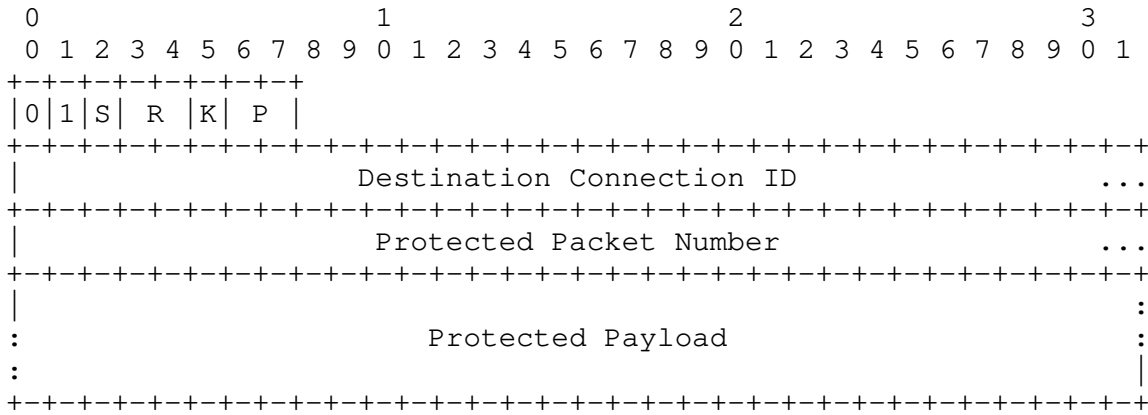 0                   1                   2                   3
 0 1 2 3 4 5 6 7 8 9 0 1 2 3 4 5 6 7 8 9 0 1 2 3 4 5 6 7 8 9 0 1
+-+-+-+-+-+-+-+-+
|0|1|S| R |K| P |
+-+-+-+-+-+-+-+-+-+-+-+-+-+-+-+-+-+-+-+-+-+-+-+-+-+-+-+-+-+-+-+-+
|                   Destination Connection ID                 ...
+-+-+-+-+-+-+-+-+-+-+-+-+-+-+-+-+-+-+-+-+-+-+-+-+-+-+-+-+-+-+-+-+
|                    Protected Packet Number                  ...
+-+-+-+-+-+-+-+-+-+-+-+-+-+-+-+-+-+-+-+-+-+-+-+-+-+-+-+-+-+-+-+-+
|                                                               :
:                       Protected Payload                       :
:                                                               |
+-+-+-+-+-+-+-+-+-+-+-+-+-+-+-+-+-+-+-+-+-+-+-+-+-+-+-+-+-+-+-+-+